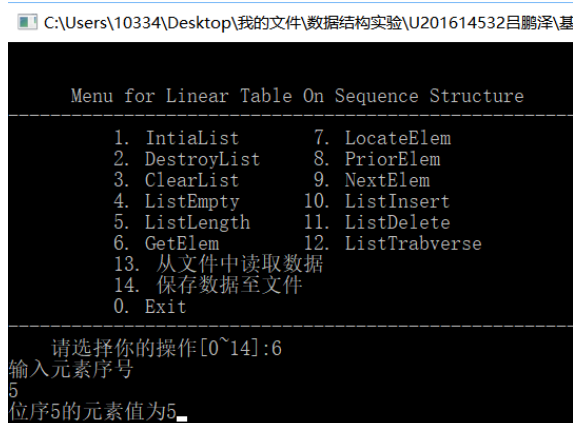 C:\Users\10334\Desktop\我的文件\数据结构实验\U201614532吕鹏泽\基
Menu for Linear Table On Sequence Structure
1. IntiaList 7. LocateElem
2. DestroyList 8. PriorElem
3. ClearList 9. NextElem
4. ListEmpty 10. ListInsert
5. ListLength 11. ListDelete
6. GetElem 12. ListTrabverse
13. 从文件中读取数据
14. 保存数据至文件
0. Exit
请选择你的操作[0~14]:6
输入元素序号
5
位序5的元素值为5